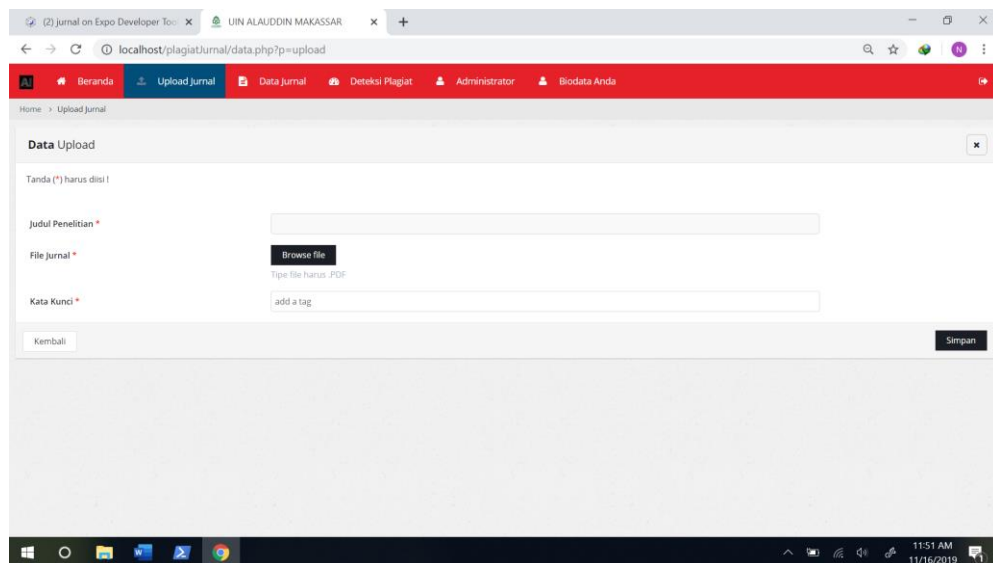 (2) jurnal on Expo Developer Too
UIN ALAUDDIN MAKASSAR
localhost/plagiatJurnal/data.php?p=upload
N
AJ Beranda Upload Jurnal Data Jurnal Deteksi Plagiat Administrator Biodata Anda
Home > Upload Jurnal
Data Upload
Tanda (*) harus diisi !
Judul Penelitian *
File Jurnal * Browse file
Tipe file harus .PDF
Kata Kunci * add a tag
Kembali Simpan
11:51 AM
11/16/2019